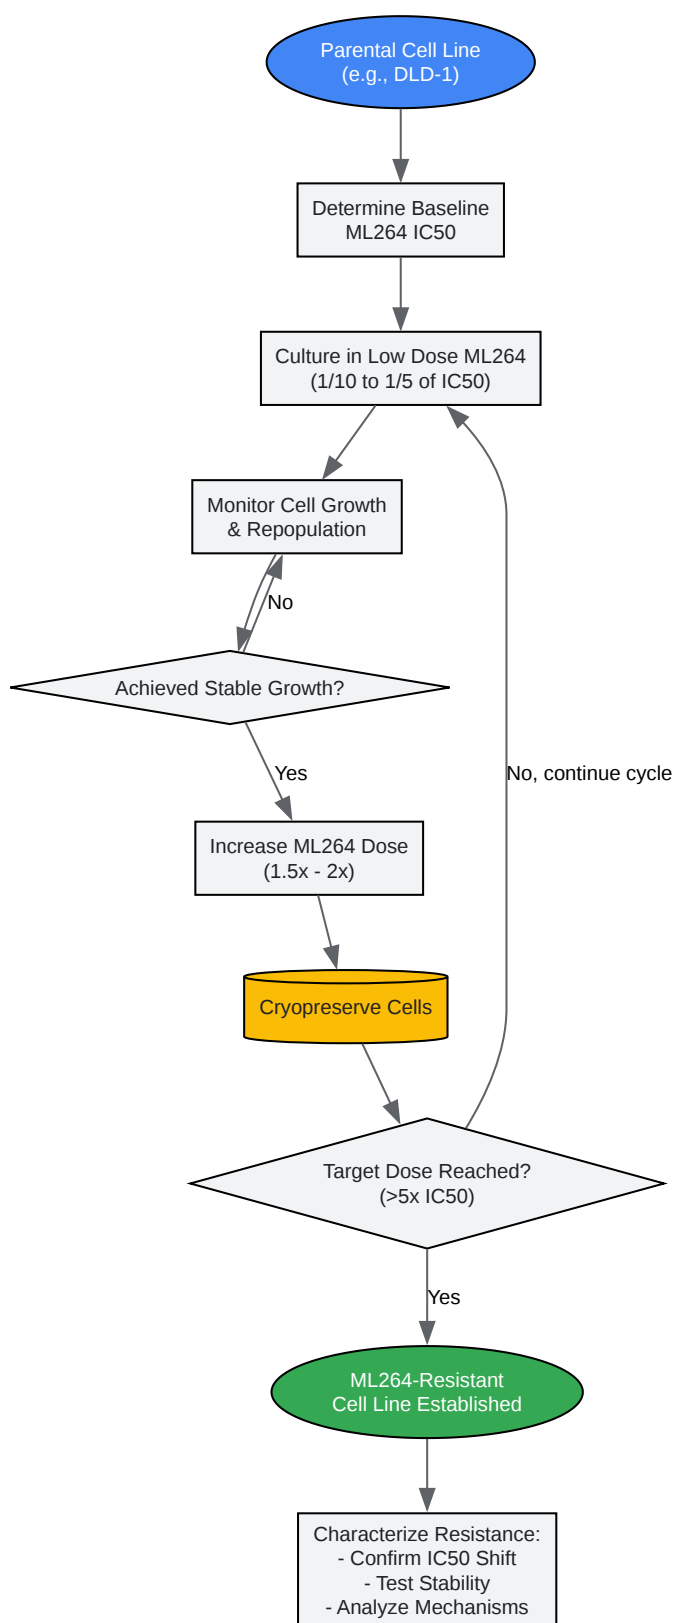 Parental Cell Line
(e.g., DLD-1)
Determine Baseline
ML264 IC50
Culture in Low Dose ML264
(1/10 to 1/5 of IC50)
Monitor Cell Growth
& Repopulation
No
Achieved Stable Growth?
Yes
No, continue cycle
Increase ML264 Dose
(1.5x - 2x)
Cryopreserve Cells
Target Dose Reached?
(>5x IC50)
Yes
ML264-Resistant
Cell Line Established
Characterize Resistance:
- Confirm IC50 Shift
- Test Stability
- Analyze Mechanisms